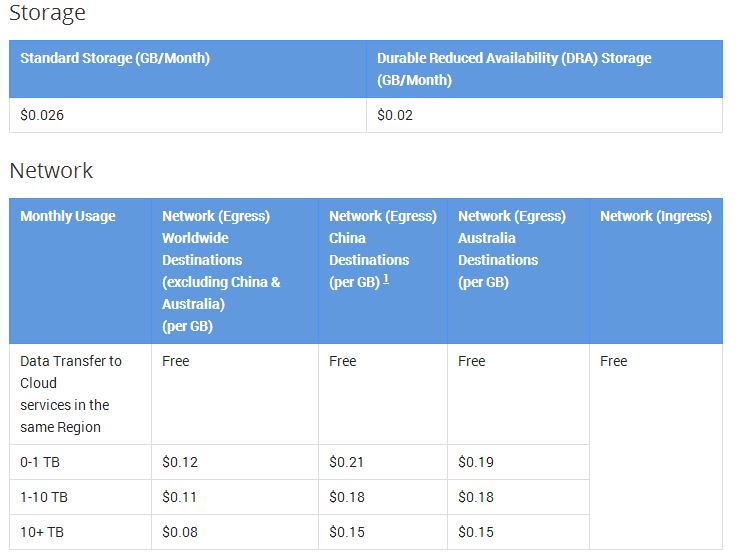 Storage
Standard Storage (GB/Month)
Durable Reduced Availability (DRA) Storage
(GB/Month)
$0.026
$0.02
Network
Monthly Usage
Network (Egress)
Worldwide
Destinations
(excluding China &
Australia)
(per GB)
Network (Egress)
China
Destinations
(per GB) 1
Network (Egress)
Australia
Destinations
(per GB)
Network (Ingress)
Data Transfer to
Cloud
services in the
same Region
Free
Free
Free
Free
0-1 TB
$0.12
$0.21
$0.19
1-10 TB
$0.11
$0.18
$0.18
10+ TB
$0.08
$0.15
$0.15